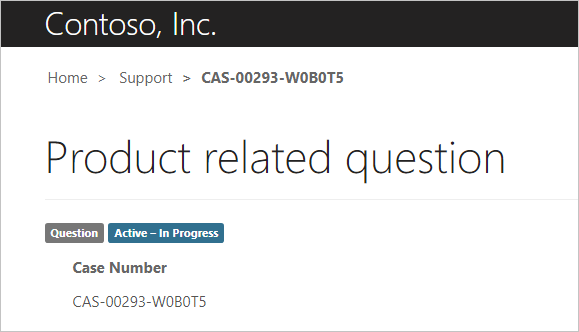 Contoso, Inc.
Home > Support > CAS-00293-W0B0T5
Product related question
Question Active – In Progress
Case Number
CAS-00293-W0B0T5